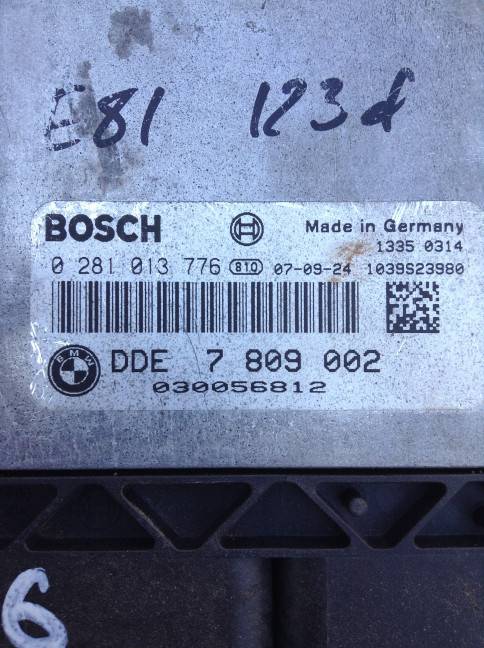 E81 123d
BOSCH Made in Germany
1335 0314
0 281 013 776 810 07-09-24 1039S23980
BMW DDE 7 809 002
030056812
6